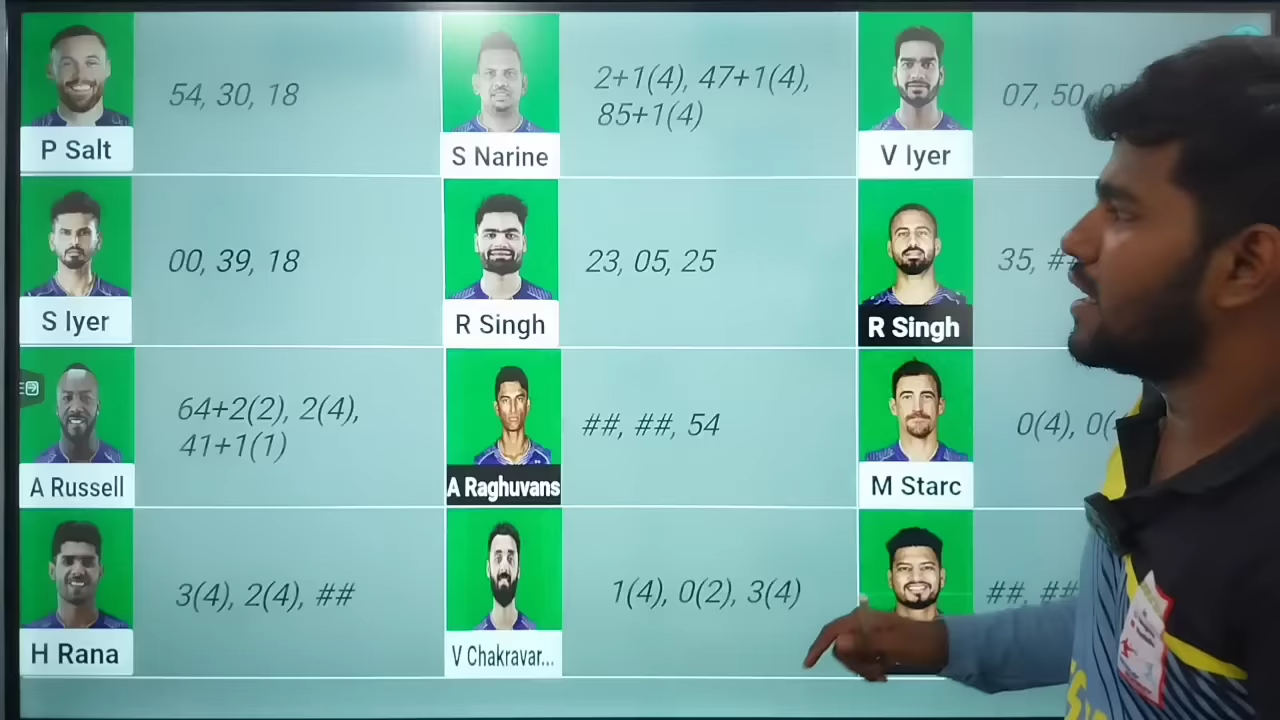 54, 30, 18
P Salt
2+1(4), 47+1(4),
85+1(4)
S Narine
07, 50,
V Iyer
00, 39, 18
S Iyer
23, 05, 25
R Singh
35,
R Singh
64+2(2), 2(4),
41+1(1)
A Russell
##, ##, 54
A Raghuvans
0(4), 0(
M Starc
3(4), 2(4), ##
H Rana
1(4), 0(2), 3(4)
V Chakravar...
##, ##